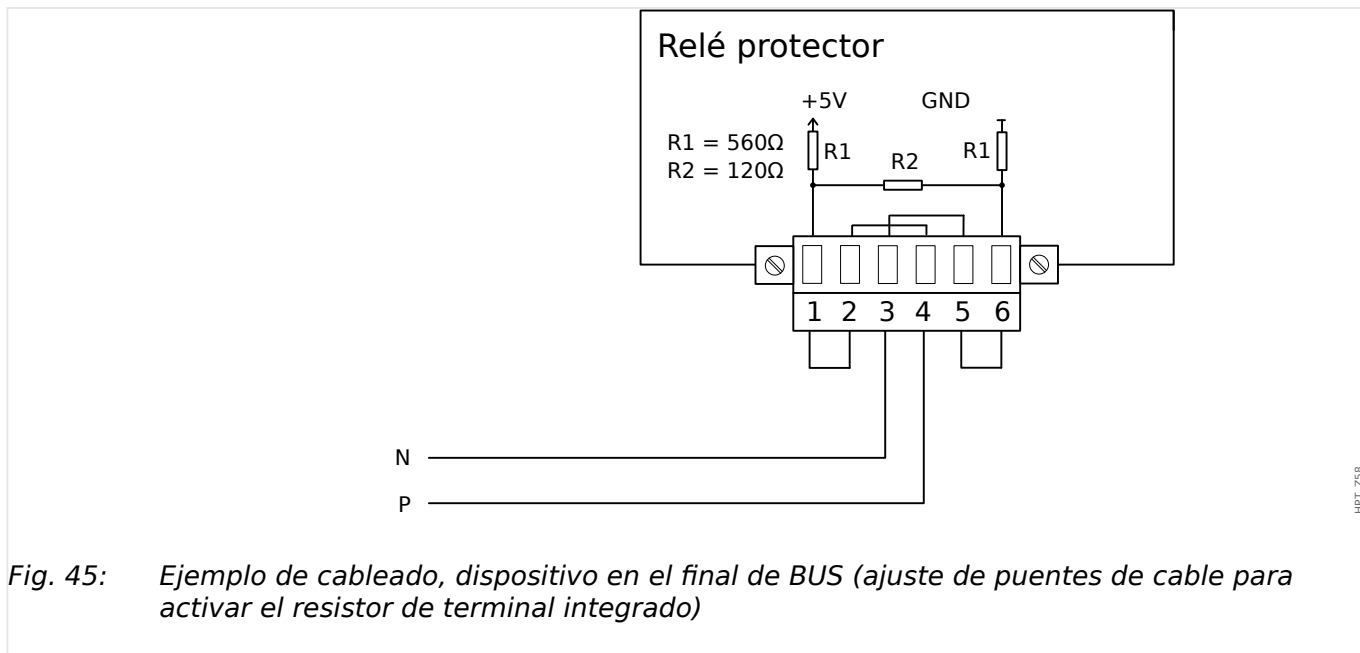 Relé protector
+5V GND
R1 = 560Ω
R2 = 120Ω
R1 R2 R1
1 2 3 4 5 6
N
P
HPT_Z58
Fig. 45: Ejemplo de cableado, dispositivo en el final de BUS (ajuste de puentes de cable para
activar el resistor de terminal integrado)